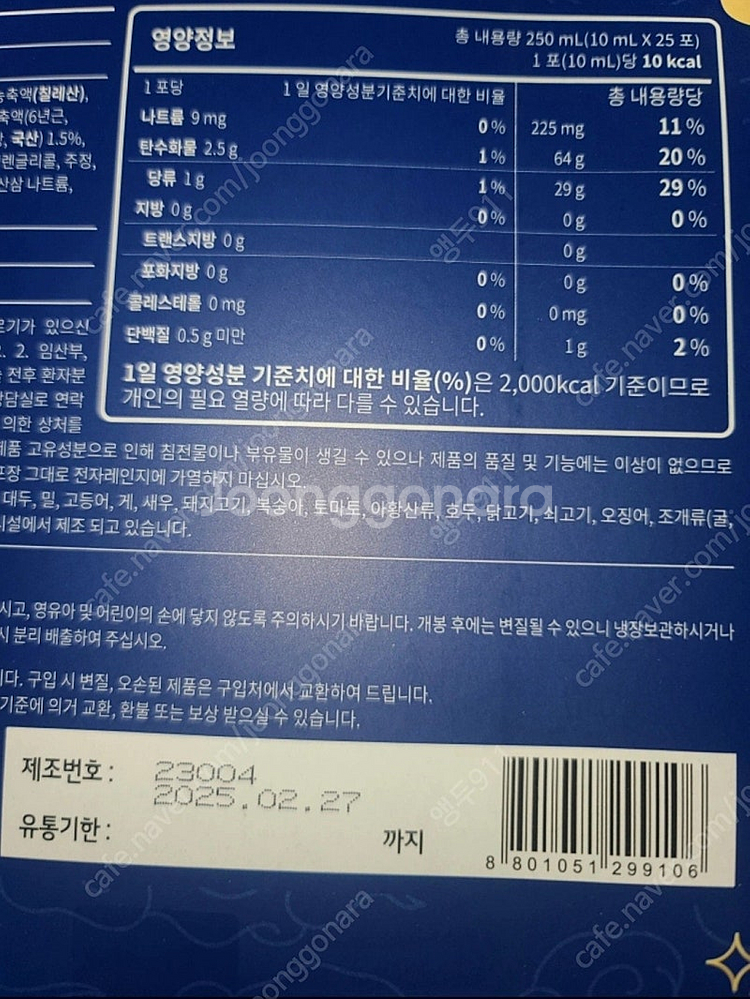 영양정보
총 내용량 250 mL(10 mL X 25 포)
1 포(10 mL)당 10 kcal
1 포당 1 일 영양성분기준치에 대한 비율 총 내용량당
나트륨 9 mg 0 % 225 mg 11 %
탄수화물 2.5 g 1 % 64 g 20 %
당류 1 g 1 % 29 g 29 %
지방 0 g 0 % 0 g 0 %
트랜스지방 0 g 0 g
포화지방 0 g 0 % 0 g 0 %
콜레스테롤 0 mg 0 % 0 mg 0 %
단백질 0.5 g 미만 0 % 1 g 2 %
1일 영양성분 기준치에 대한 비율(%)은 2,000kcal 기준이므로
개인의 필요 열량에 따라 다를 수 있습니다.
축액(칠레산),
축액(6년근,
, 국산) 1.5%,
렌글리콜, 주정,
산삼 나트륨,
르기가 있으신
. 2. 임산부,
전후 환자분
담실로 연락
의한 상처를
제품 고유성분으로 인해 침전물이나 부유물이 생길 수 있으나 제품의 품질 및 기능에는 이상이 없으므로
포장 그대로 전자레인지에 가열하지 마십시오.
대두, 밀, 고등어, 게, 새우, 돼지고기, 복숭아, 토마토, 아황산류, 호두, 닭고기, 쇠고기, 오징어, 조개류(굴,
시설에서 제조 되고 있습니다.
시고, 영유아 및 어린이의 손에 닿지 않도록 주의하시기 바랍니다. 개봉 후에는 변질될 수 있으니 냉장보관하시거나
시 분리 배출하여 주십시오.
다. 구입 시 변질, 오손된 제품은 구입처에서 교환하여 드립니다.
기준에 의거 교환, 환불 또는 보상 받으실 수 있습니다.
제조번호 : 23004
2025.02.27
유통기한 : 까지
8 801051 299106
Joonggonara
cafe.naver.com/joonggonara
앵두911